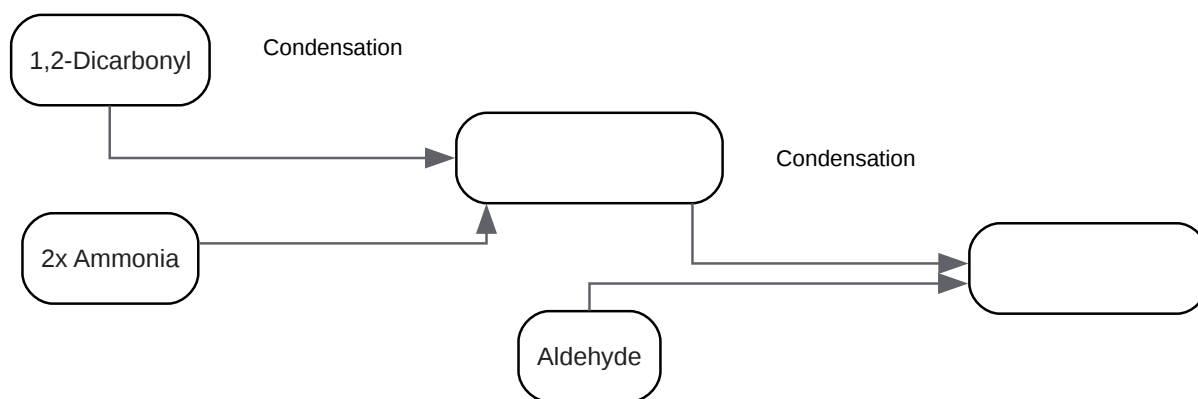 1,2-Dicarbonyl
Condensation
Condensation
2x Ammonia
Aldehyde